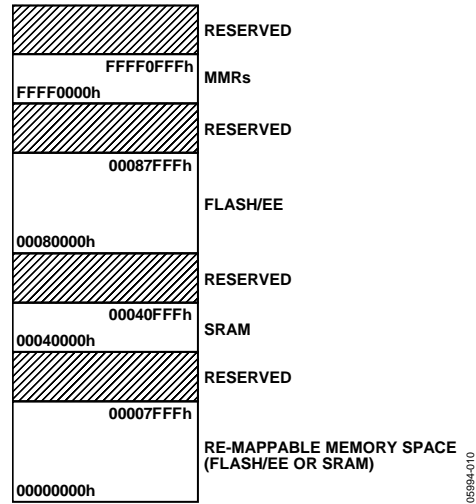 RESERVED
FFFF0FFFh
MMRs
FFFF0000h
RESERVED
00087FFFh
FLASH/EE
00080000h
RESERVED
00040FFFh
SRAM
00040000h
RESERVED
00007FFFh
RE-MAPPABLE MEMORY SPACE
(FLASH/EE OR SRAM)
00000000h
05994-010